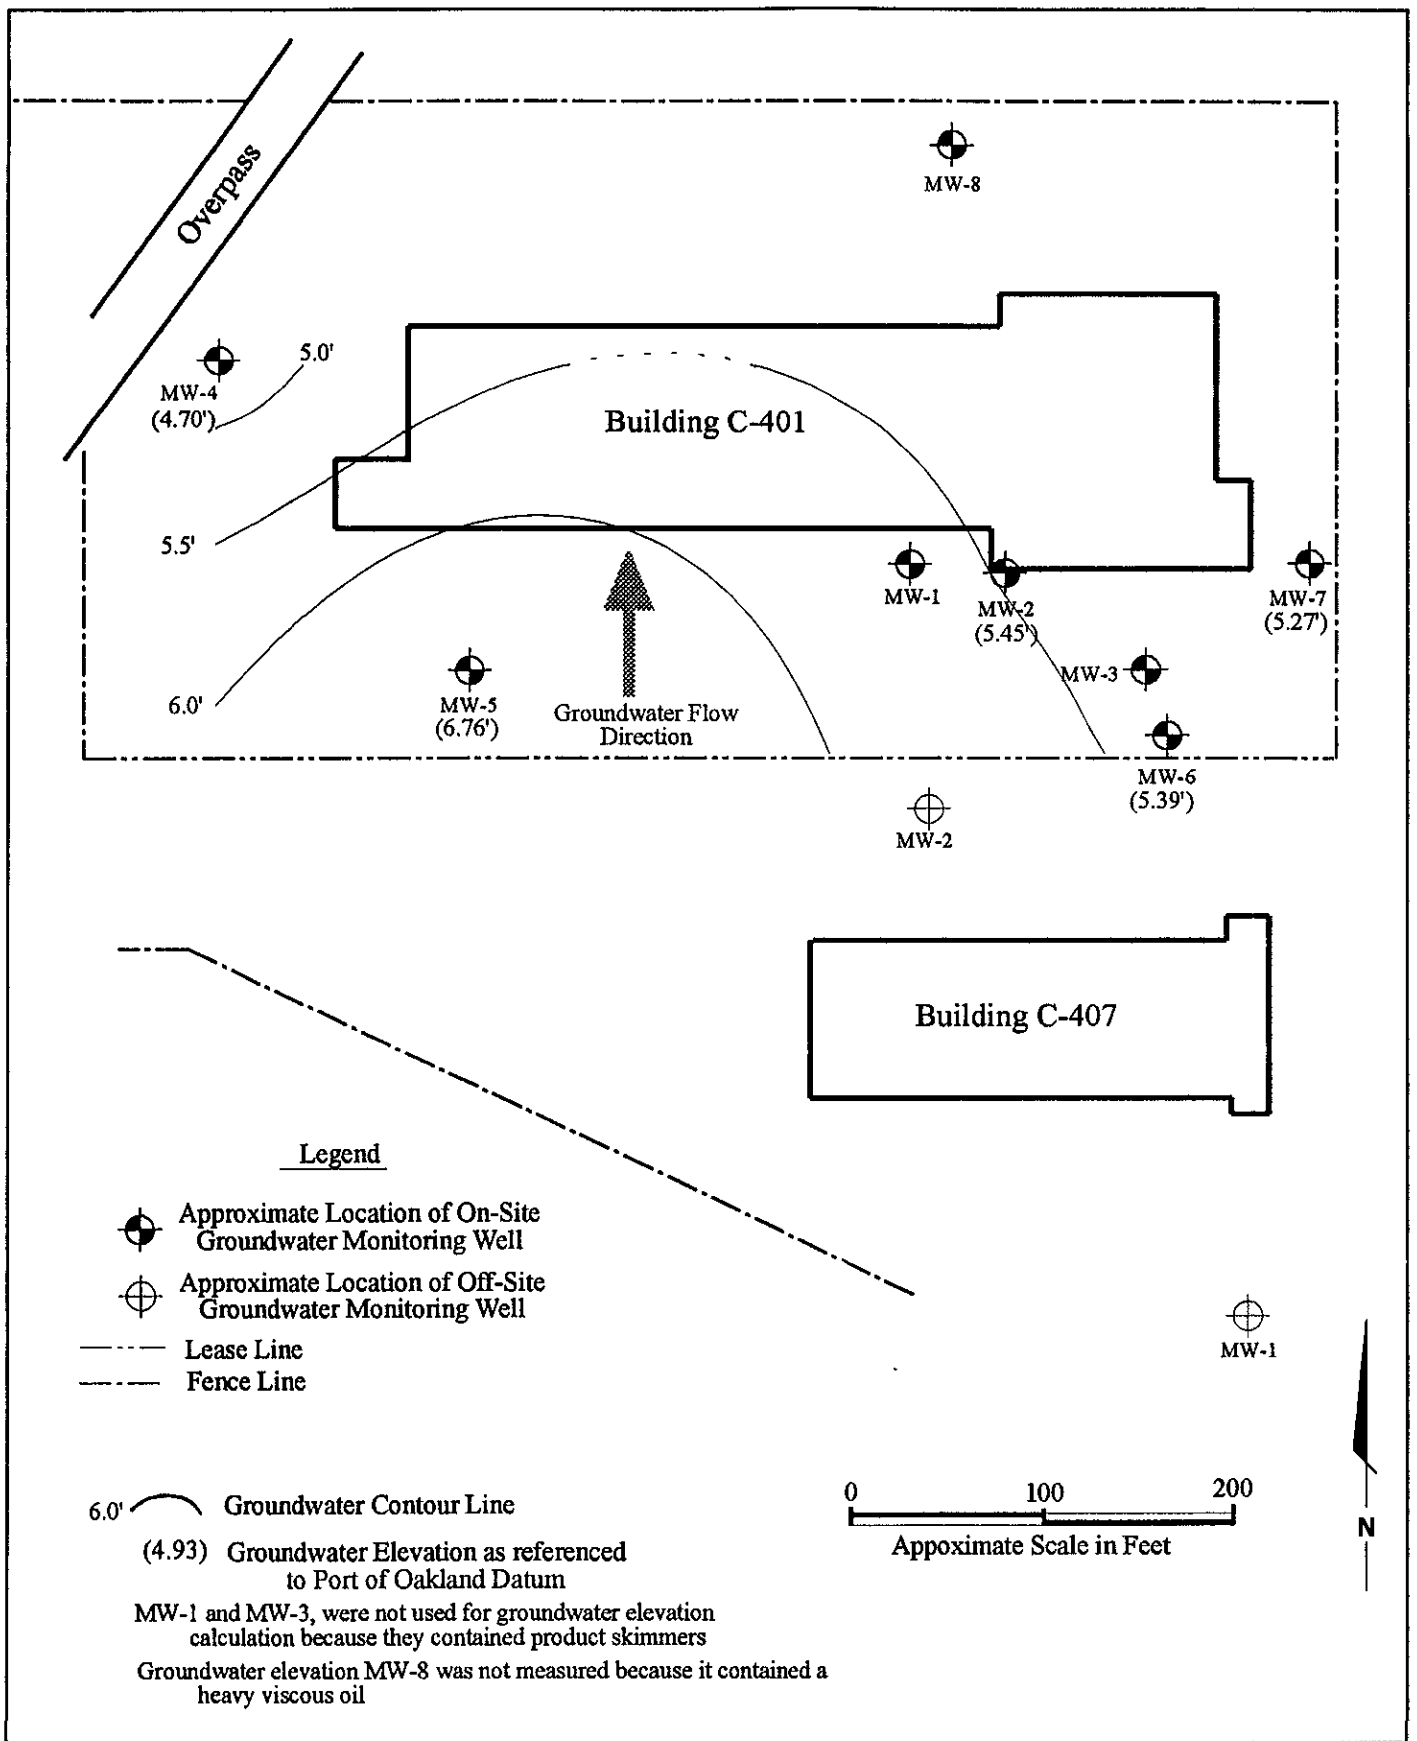 Overpass
MW-8
MW-4
(4.70')
5.0'
Building C-401
5.5'
MW-1
MW-2
(5.45')
MW-7
(5.27')
MW-3
6.0'
MW-5
(6.76')
Groundwater Flow
Direction
MW-6
(5.39')
MW-2
Building C-407
Legend
Approximate Location of On-Site
Groundwater Monitoring Well
Approximate Location of Off-Site
Groundwater Monitoring Well
Lease Line
Fence Line
MW-1
6.0'
Groundwater Contour Line
(4.93) Groundwater Elevation as referenced
to Port of Oakland Datum
MW-1 and MW-3, were not used for groundwater elevation
calculation because they contained product skimmers
Groundwater elevation MW-8 was not measured because it contained a
heavy viscous oil
0 100 200
Appoximate Scale in Feet
N